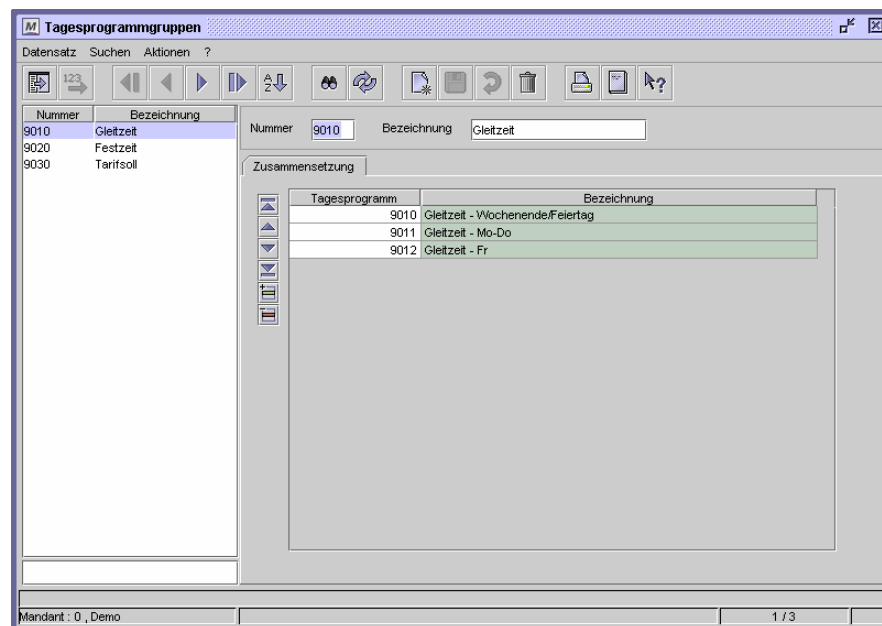 M Tagesprogrammgruppen
Datensatz Suchen Aktionen ?
123 A Z ?
Nummer Bezeichnung
9010 Gleitzeit
9020 Festzeit
9030 Tarifsoll
Nummer 9010 Bezeichnung Gleitzeit
Zusammensetzung
Tagesprogramm Bezeichnung
9010 Gleitzeit - Wochenende/Feiertag
9011 Gleitzeit - Mo-Do
9012 Gleitzeit - Fr
Mandant : 0 , Demo 1 / 3